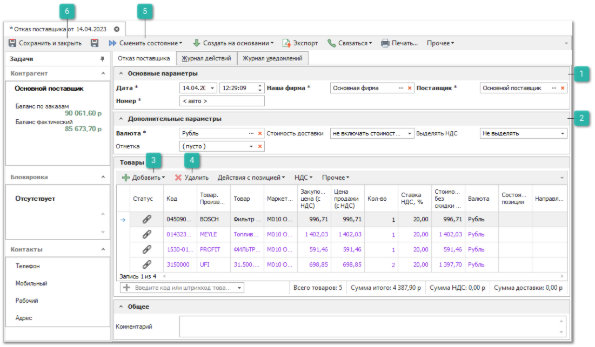 6
5
* Отказ поставщика от 14.04.2023
Сохранить и закрыть
Сменить состояние
Создать на основании
Экспорт
Связаться
Печать...
Прочее
Задачи
Отказ поставщика
Журнал действий
Журнал уведомлений
Контрагент
Основной поставщик
Баланс по заказам
90 061,60 р
Баланс фактический
85 673,70 р
Основные параметры
1
Дата *
14.04.20
12:29:09
Наша фирма *
Основная фирма
Поставщик *
Основной поставщик
Номер *
< авто >
Дополнительные параметры
2
Валюта *
Рубль
Стоимость доставки
не включать стоимост...
Выделять НДС
Не выделять
Отметка
( пусто )
Блокировка
Отсутствует
Товары
3
4
Добавить
Удалить
Действия с позицией
НДС
Прочее
Статус
Код
Товар. Произв...
Товар
Маркет...
Закупо... цена (с НДС)
Цена продажи (с НДС)
Кол-во
Ставка НДС, %
Стоимо... без скидки ...
Валюта
Состоя... позиции
Направл...
BOSCH
Фильтр ...
М010 О...
996,71
996,71
1
20,00
996,71
Рубль
014323...
MEYLE
Топлив...
М010 О...
1 402,03
1 402,03
1
20,00
1 402,03
Рубль
1530-01...
PROFIT
ФИЛЬТР...
М010 О...
591,46
591,46
1
20,00
591,46
Рубль
3150000
UFI
31.500....
М010 О...
698,85
698,85
2
20,00
1 397,70
Рубль
Контакты
Телефон
Мобильный
Рабочий
Адрес
Запись 1 из 4
Введите код или штрихкод това...
Всего товаров: 5
Сумма итого: 4 387,90 р
Сумма НДС: 0,00 р
Сумма доставки: 0,00 р
Общее
Комментарий